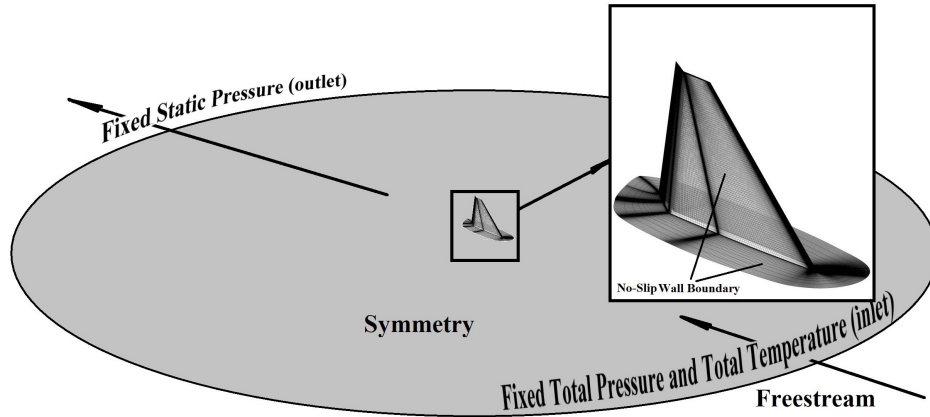 Fixed Static Pressure (outlet)
No-Slip Wall Boundary
Symmetry
Fixed Total Pressure and Total Temperature (inlet)
Freestream